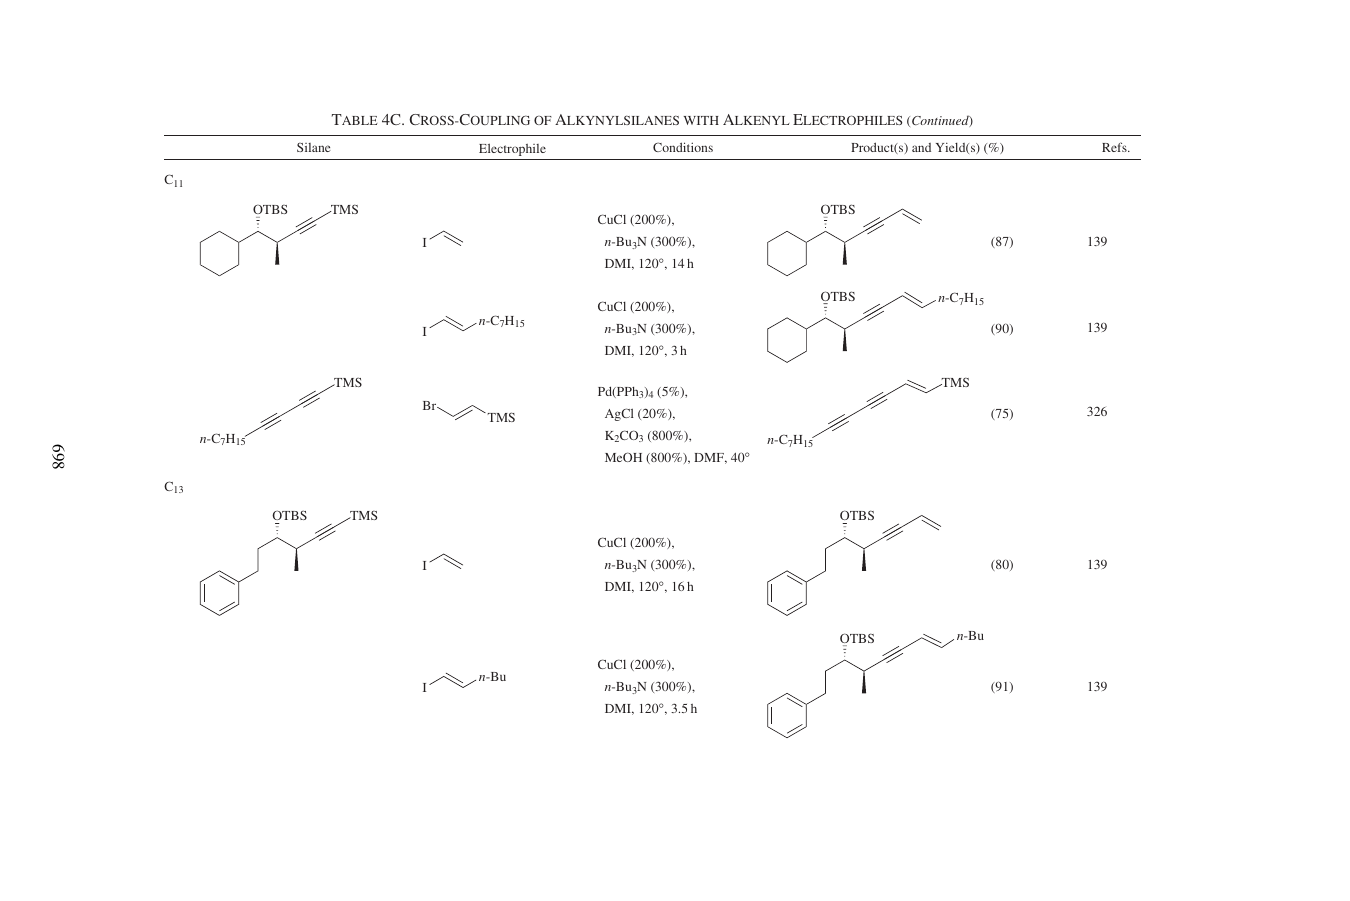 TABLE 4C. CROSS-COUPLING OF ALKYNYLSILANES WITH ALKENYL ELECTROPHILES (Continued)
Silane Electrophile Conditions Product(s) and Yield(s) (%) Refs.
C11
OTBS TMS
I
CuCl (200%),
n-Bu3N (300%),
DMI, 120°, 14 h
OTBS
(87)
139
I n-C7H15
CuCl (200%),
n-Bu3N (300%),
DMI, 120°, 3 h
OTBS n-C7H15
(90)
139
TMS
n-C7H15
Br TMS
Pd(PPh3)4 (5%),
AgCl (20%),
K2CO3 (800%),
MeOH (800%), DMF, 40°
TMS
n-C7H15
(75)
326
698
C13
OTBS TMS
I
CuCl (200%),
n-Bu3N (300%),
DMI, 120°, 16 h
OTBS
(80)
139
I n-Bu
CuCl (200%),
n-Bu3N (300%),
DMI, 120°, 3.5 h
OTBS n-Bu
(91)
139